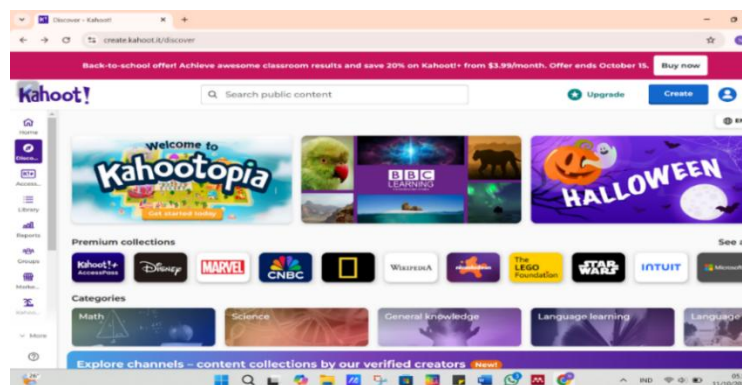 Discover - Kahoot!
create.kahoot.it/discover
Back-to-school offer! Achieve awesome classroom results and save 20% on Kahoot!+ from $3.99/month. Offer ends October 15. Buy now
Kahoot!
Search public content
Upgrade
Create
Home
Disco...
Access...
Library
Reports
Groups
Marke...
Kahoo...
More
Welcome to
Kahootopia
Get started today
BBC
LEARNING
HALLOWEEN
Premium collections
See
Kahoot!+
AccessPass
Disney
MARVEL
CNBC
WIKIPEDIA
nickelodeon
The
LEGO
Foundation
STAR
WARS
INTUIT
Microsoft
Categories
Math
Science
General knowledge
Language learning
Language
Explore channels – content collections by our verified creators New!
26°
IND
05.